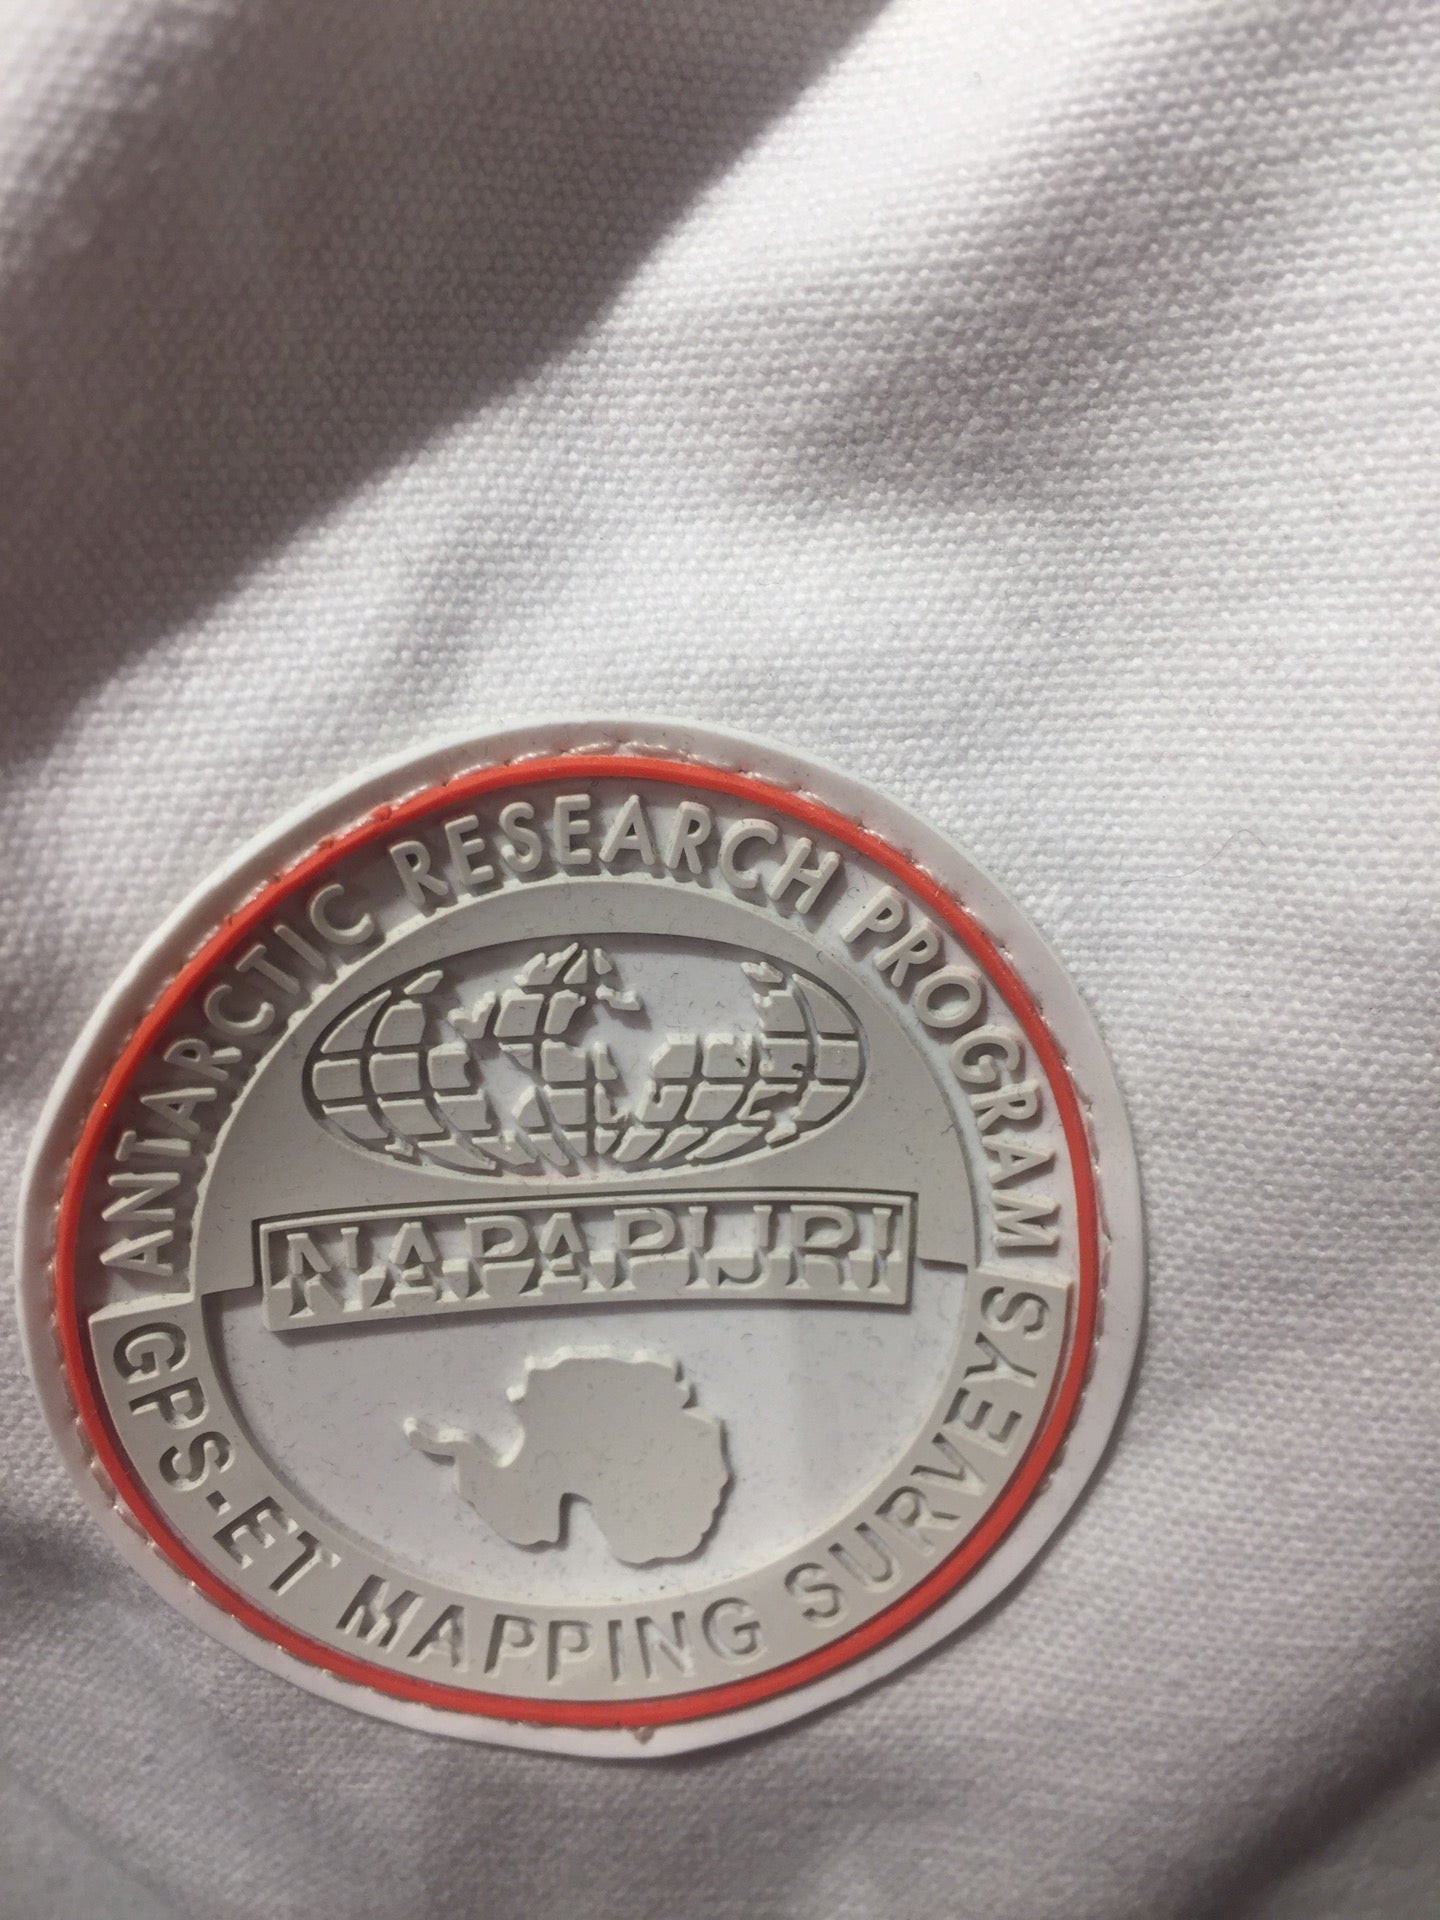 ANTARCTIC RESEARCH PROGRAM
NAPAPIJRI
GPS-ET MAPPING SURVEYS